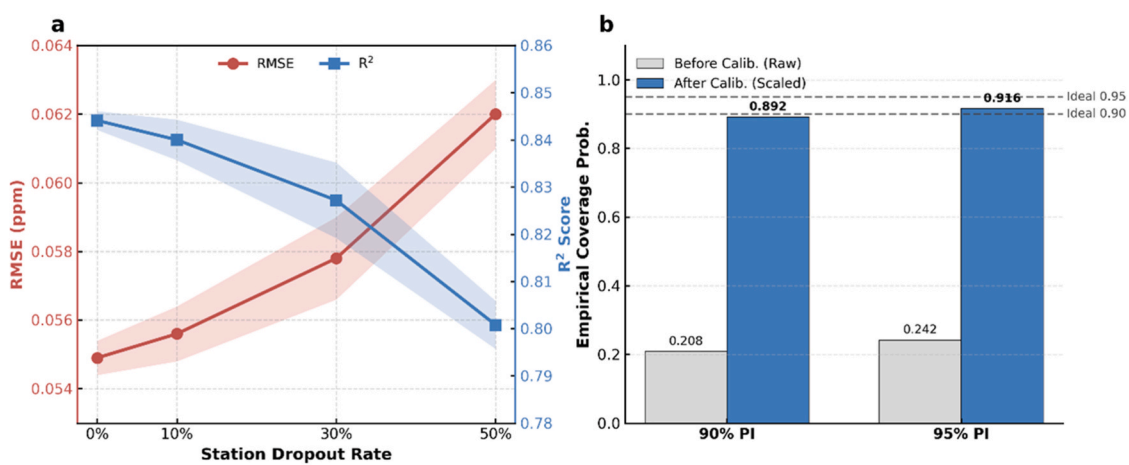 a
RMSE
R²
RMSE (ppm)
0.064
0.062
0.060
0.058
0.056
0.054
0.86
0.85
0.84
0.83
0.82
0.81
0.80
0.79
0.78
R² Score
0%
10%
30%
50%
Station Dropout Rate
b
Before Calib. (Raw)
After Calib. (Scaled)
Empirical Coverage Prob.
1.0
0.8
0.6
0.4
0.2
0.0
Ideal 0.95
Ideal 0.90
0.208
0.892
0.242
0.916
90% PI
95% PI